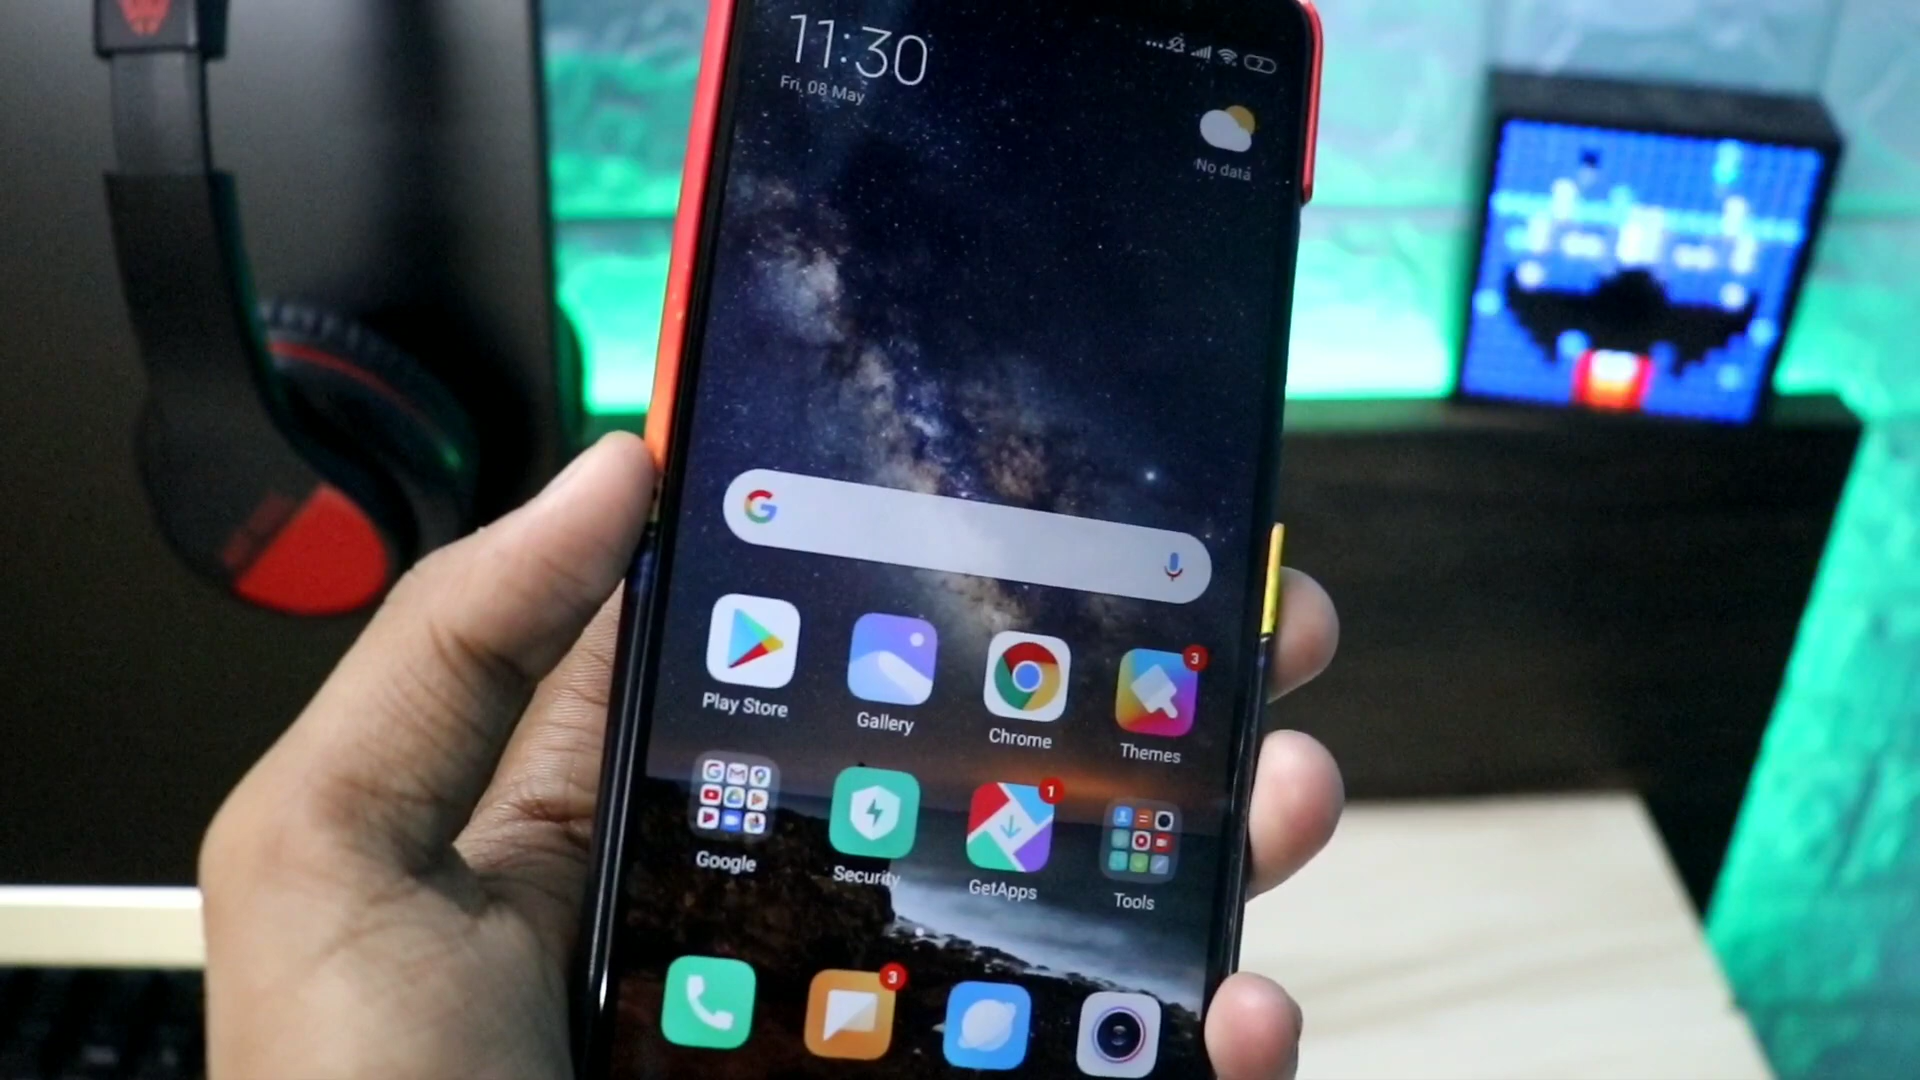 11:30
Fri, 08 May
No data
Play Store
Gallery
Chrome
3
Themes
Google
Security
1
GetApps
Tools
3